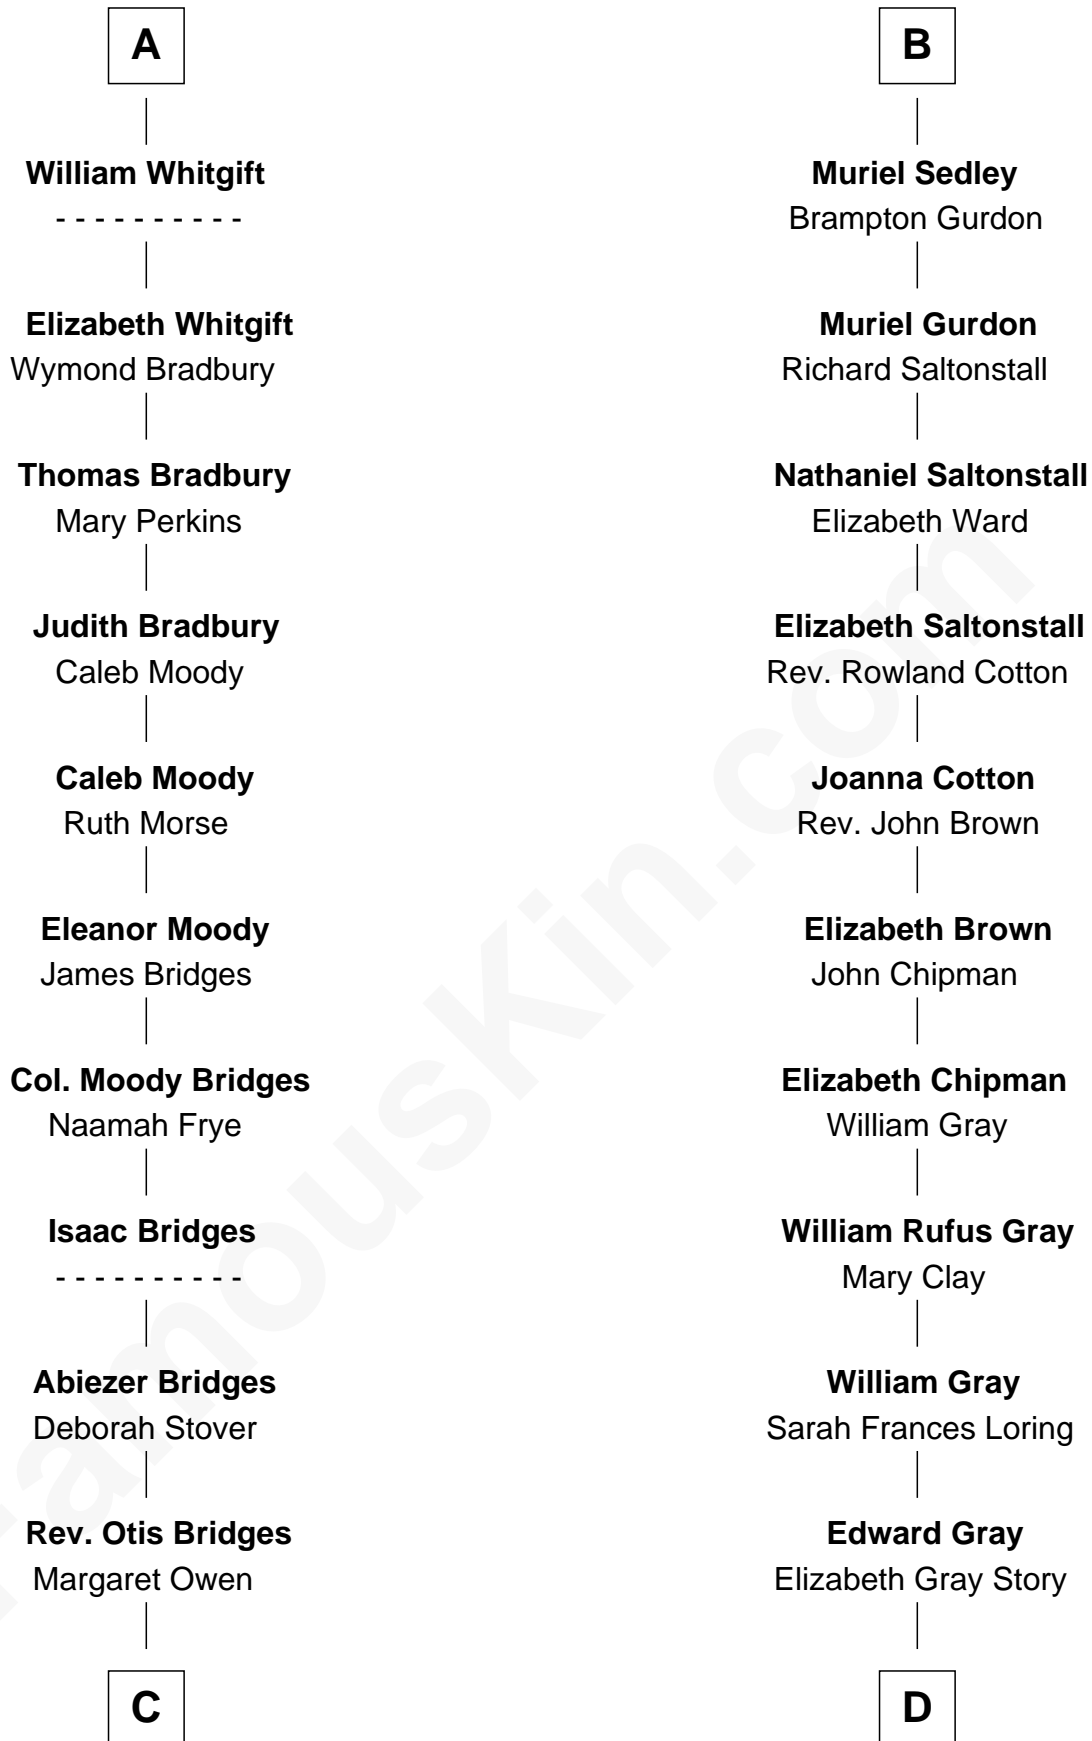 A
William Whitgift
- - - - - - - - - -
Elizabeth Whitgift
Wymond Bradbury
Thomas Bradbury
Mary Perkins
Judith Bradbury
Caleb Moody
Caleb Moody
Ruth Morse
Eleanor Moody
James Bridges
Col. Moody Bridges
Naamah Frye
Isaac Bridges
- - - - - - - - - -
Abiezer Bridges
Deborah Stover
Rev. Otis Bridges
Margaret Owen
C
B
Muriel Sedley
Brampton Gurdon
Muriel Gurdon
Richard Saltonstall
Nathaniel Saltonstall
Elizabeth Ward
Elizabeth Saltonstall
Rev. Rowland Cotton
Joanna Cotton
Rev. John Brown
Elizabeth Brown
John Chipman
Elizabeth Chipman
William Gray
William Rufus Gray
Mary Clay
William Gray
Sarah Frances Loring
Edward Gray
Elizabeth Gray Story
D
FamousKin.com